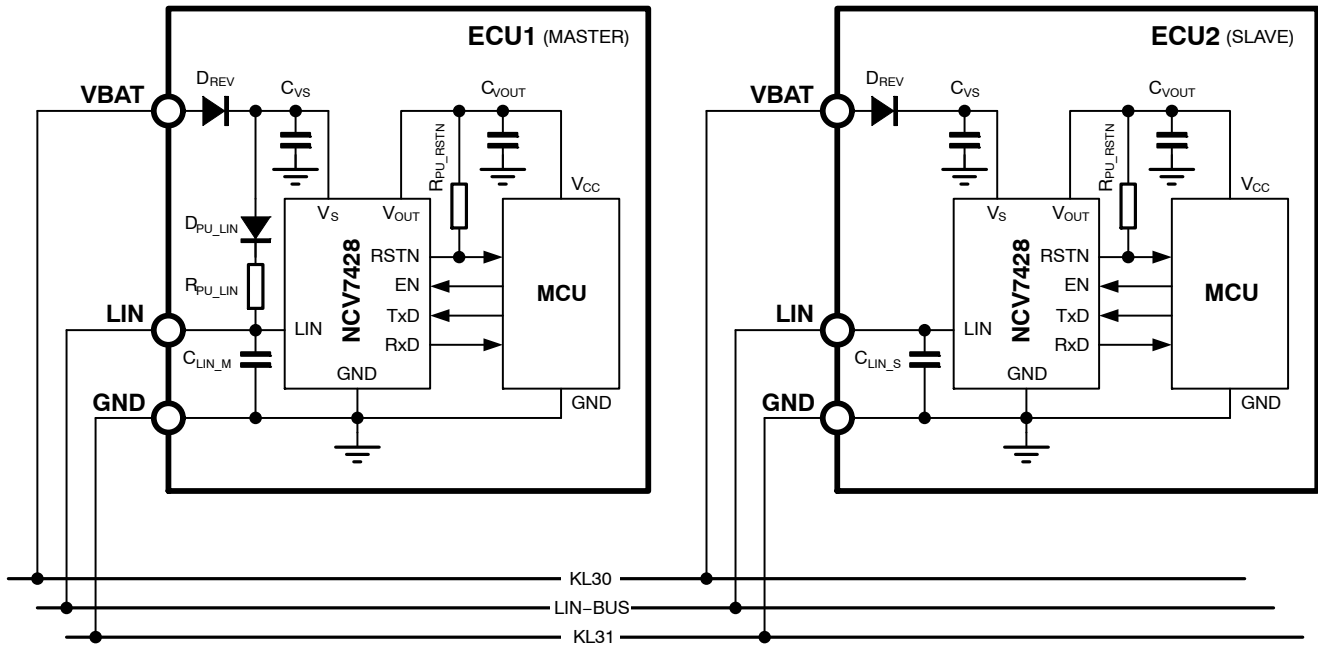 ECU1 (MASTER)
VBAT
DREV
CVS
CVOUT
RPU_RSTN
VCC
VS
VOUT
DPU_LIN
RPU_LIN
RSTN
EN
TxD
RxD
NCV7428
MCU
LIN
LIN
CLIN_M
GND
GND
GND
ECU2 (SLAVE)
VBAT
DREV
CVS
CVOUT
RPU_RSTN
VCC
VS
VOUT
RSTN
EN
TxD
RxD
NCV7428
MCU
LIN
LIN
CLIN_S
GND
GND
GND
KL30
LIN-BUS
KL31